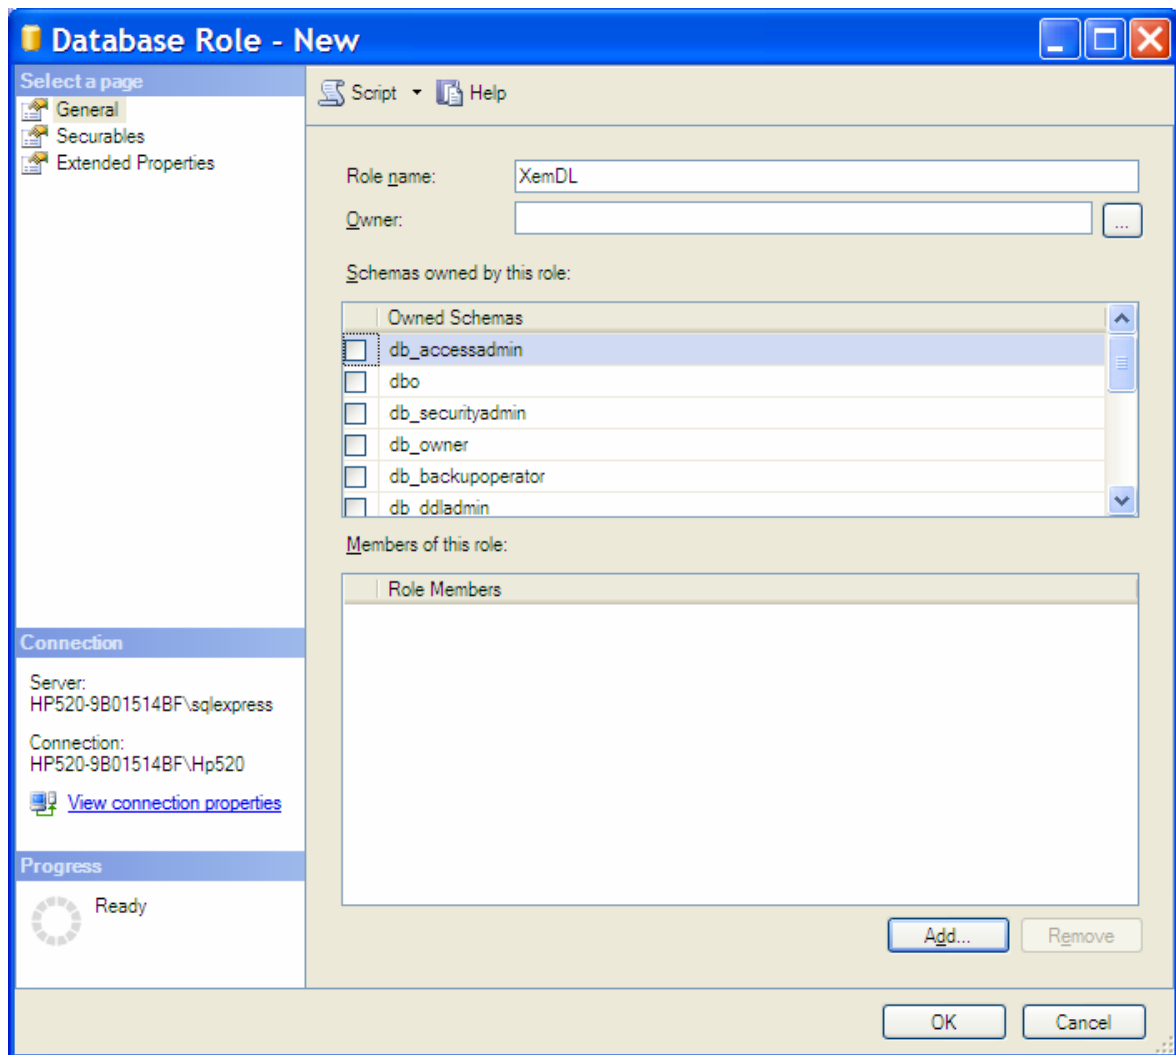 Database Role - New
Select a page
General
Securables
Extended Properties
Script
Help
Role name:
XemDL
Owner:
...
Schemas owned by this role:
Owned Schemas
db_accessadmin
dbo
db_securityadmin
db_owner
db_backupoperator
db_ddladmin
Members of this role:
Role Members
Connection
Server:
HP520-9B01514BF\sqlexpress
Connection:
HP520-9B01514BF\Hp520
View connection properties
Progress
Ready
Add...
Remove
OK
Cancel